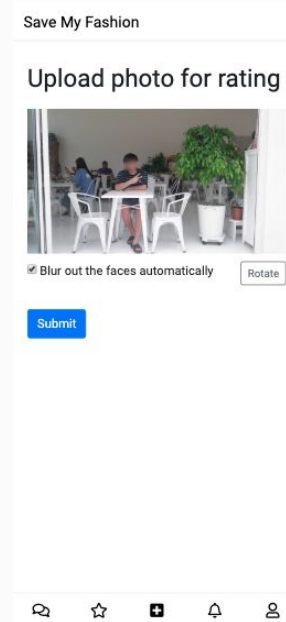 Save My Fashion
Upload photo for rating
Blur out the faces automatically
Rotate
Submit